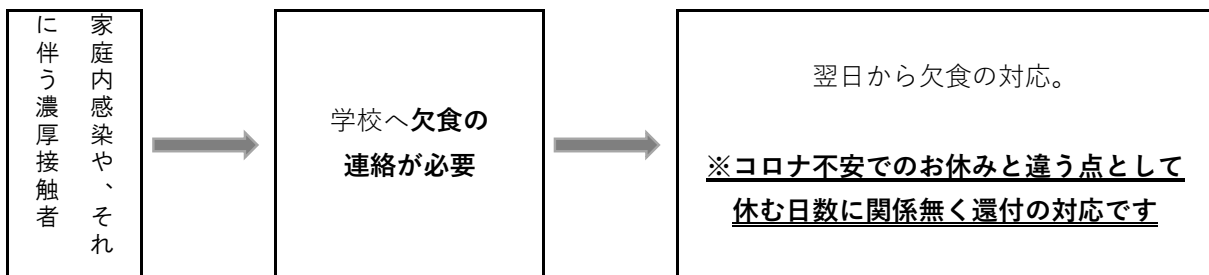 家庭内感染や、それ
に伴う濃厚接触者
学校へ欠食の
連絡が必要
翌日から欠食の対応。
※コロナ不安でのお休みと違う点として
休む日数に関係無く還付の対応です